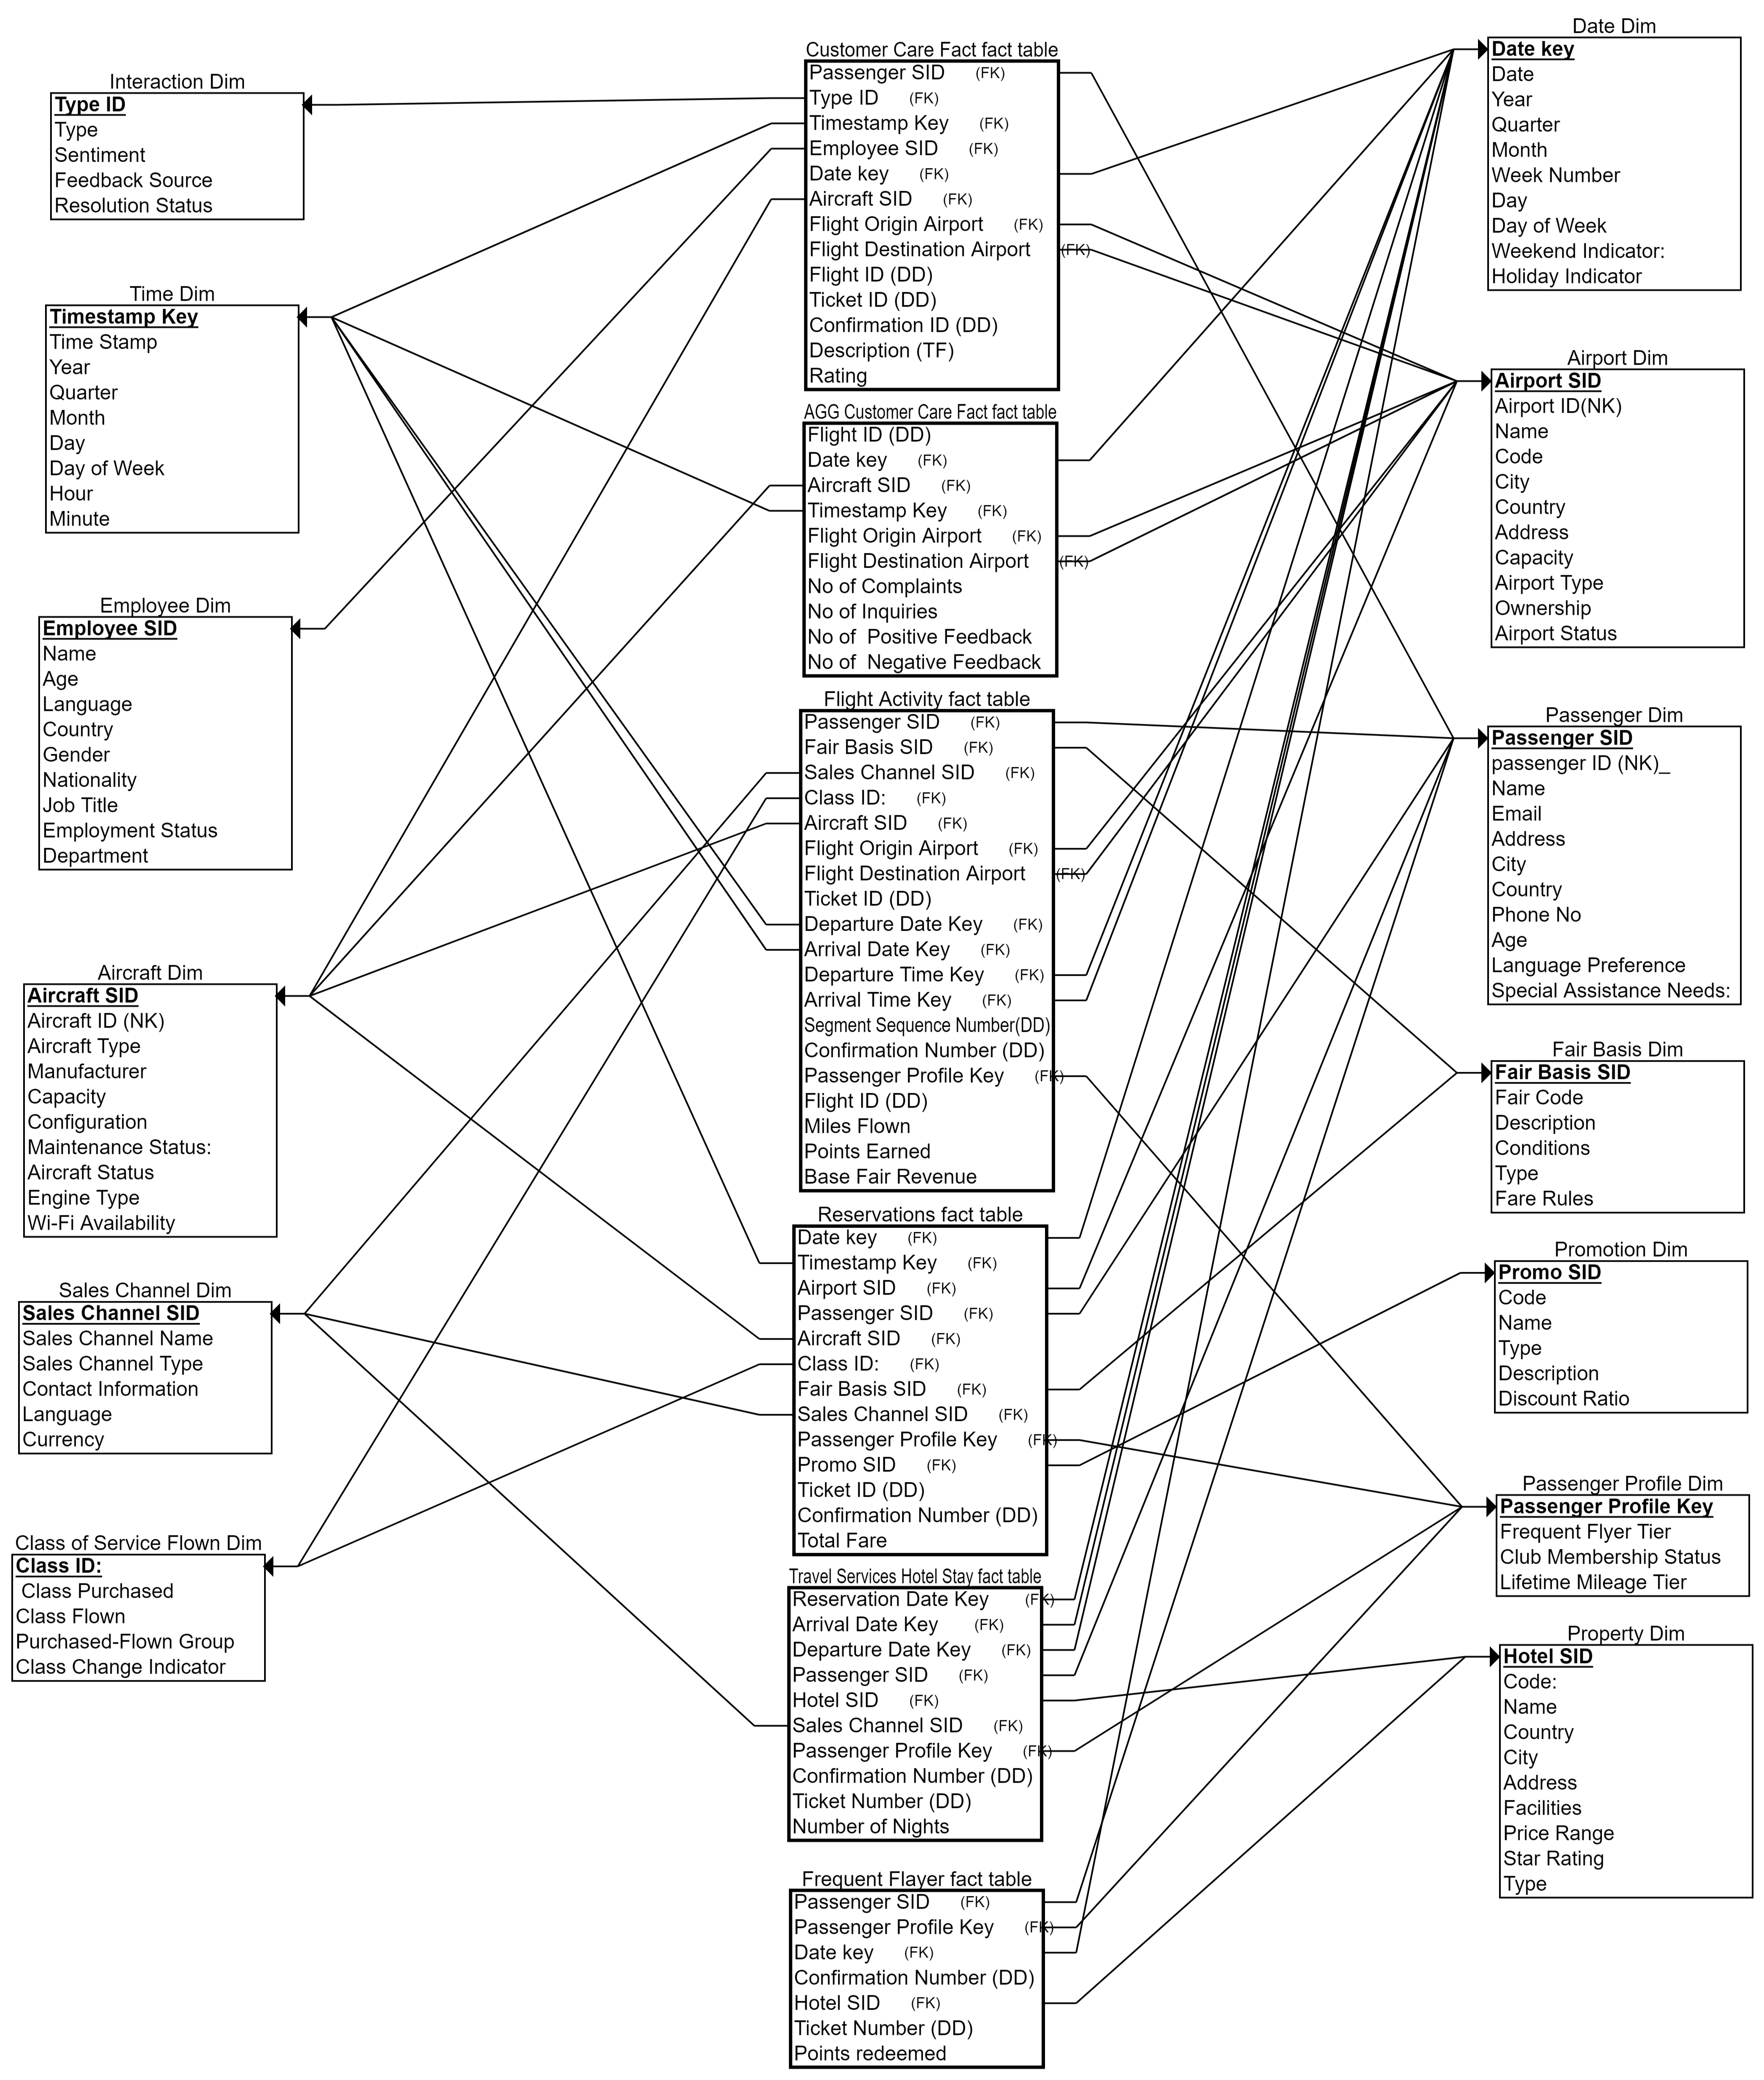 Interaction Dim
Type ID
Type
Sentiment
Feedback Source
Resolution Status
Time Dim
Timestamp Key
Time Stamp
Year
Quarter
Month
Day
Day of Week
Hour
Minute
Employee Dim
Employee SID
Name
Age
Language
Country
Gender
Nationality
Job Title
Employment Status
Department
Aircraft Dim
Aircraft SID
Aircraft ID (NK)
Aircraft Type
Manufacturer
Capacity
Configuration
Maintenance Status:
Aircraft Status
Engine Type
Wi-Fi Availability
Sales Channel Dim
Sales Channel SID
Sales Channel Name
Sales Channel Type
Contact Information
Language
Currency
Class of Service Flown Dim
Class ID:
Class Purchased
Class Flown
Purchased-Flown Group
Class Change Indicator
Customer Care Fact fact table
Passenger SID (FK)
Type ID (FK)
Timestamp Key (FK)
Employee SID (FK)
Date key (FK)
Aircraft SID (FK)
Flight Origin Airport (FK)
Flight Destination Airport (FK)
Flight ID (DD)
Ticket ID (DD)
Confirmation ID (DD)
Description (TF)
Rating
AGG Customer Care Fact fact table
Flight ID (DD)
Date key (FK)
Aircraft SID (FK)
Timestamp Key (FK)
Flight Origin Airport (FK)
Flight Destination Airport (FK)
No of Complaints
No of Inquiries
No of Positive Feedback
No of Negative Feedback
Flight Activity fact table
Passenger SID (FK)
Fair Basis SID (FK)
Sales Channel SID (FK)
Class ID: (FK)
Aircraft SID (FK)
Flight Origin Airport (FK)
Flight Destination Airport (FK)
Ticket ID (DD)
Departure Date Key (FK)
Arrival Date Key (FK)
Departure Time Key (FK)
Arrival Time Key (FK)
Segment Sequence Number(DD)
Confirmation Number (DD)
Passenger Profile Key (FK)
Flight ID (DD)
Miles Flown
Points Earned
Base Fair Revenue
Reservations fact table
Date key (FK)
Timestamp Key (FK)
Airport SID (FK)
Passenger SID (FK)
Aircraft SID (FK)
Class ID: (FK)
Fair Basis SID (FK)
Sales Channel SID (FK)
Passenger Profile Key (FK)
Promo SID (FK)
Ticket ID (DD)
Confirmation Number (DD)
Total Fare
Travel Services Hotel Stay fact table
Reservation Date Key (FK)
Arrival Date Key (FK)
Departure Date Key (FK)
Passenger SID (FK)
Hotel SID (FK)
Sales Channel SID (FK)
Passenger Profile Key (FK)
Confirmation Number (DD)
Ticket Number (DD)
Number of Nights
Frequent Flayer fact table
Passenger SID (FK)
Passenger Profile Key (FK)
Date key (FK)
Confirmation Number (DD)
Hotel SID (FK)
Ticket Number (DD)
Points redeemed
Date Dim
Date key
Date
Year
Quarter
Month
Week Number
Day
Day of Week
Weekend Indicator:
Holiday Indicator
Airport Dim
Airport SID
Airport ID(NK)
Name
Code
City
Country
Address
Capacity
Airport Type
Ownership
Airport Status
Passenger Dim
Passenger SID
passenger ID (NK)_
Name
Email
Address
City
Country
Phone No
Age
Language Preference
Special Assistance Needs:
Fair Basis Dim
Fair Basis SID
Fair Code
Description
Conditions
Type
Fare Rules
Promotion Dim
Promo SID
Code
Name
Type
Description
Discount Ratio
Passenger Profile Dim
Passenger Profile Key
Frequent Flyer Tier
Club Membership Status
Lifetime Mileage Tier
Property Dim
Hotel SID
Code:
Name
Country
City
Address
Facilities
Price Range
Star Rating
Type